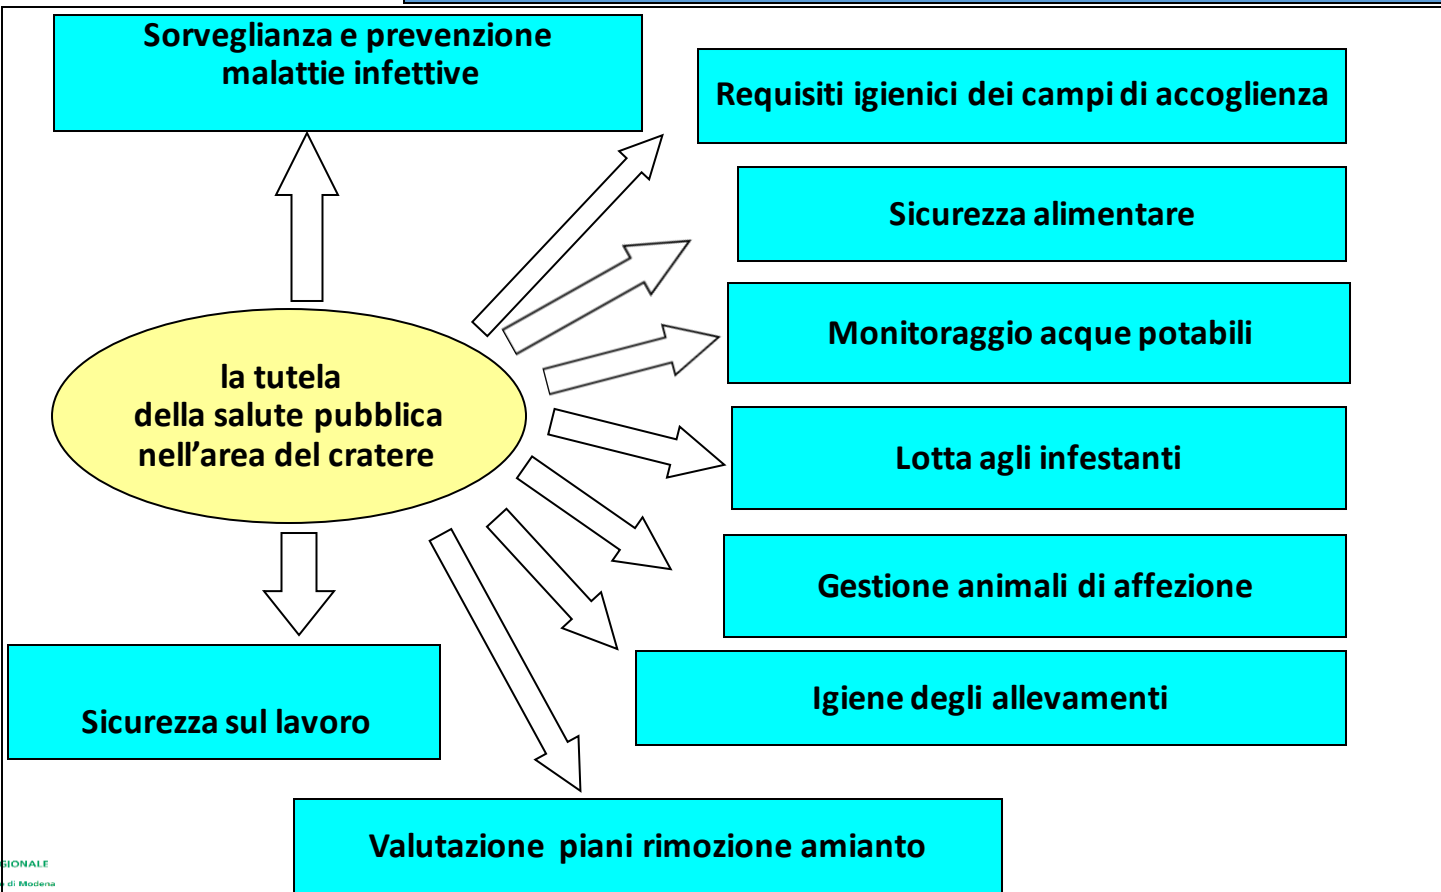 Sorveglianza e prevenzione
malattie infettive
Requisiti igienici dei campi di accoglienza
Sicurezza alimentare
Monitoraggio acque potabili
la tutela
della salute pubblica
nell’area del cratere
Lotta agli infestanti
Gestione animali di affezione
Igiene degli allevamenti
Sicurezza sul lavoro
Valutazione piani rimozione amianto
di Modena